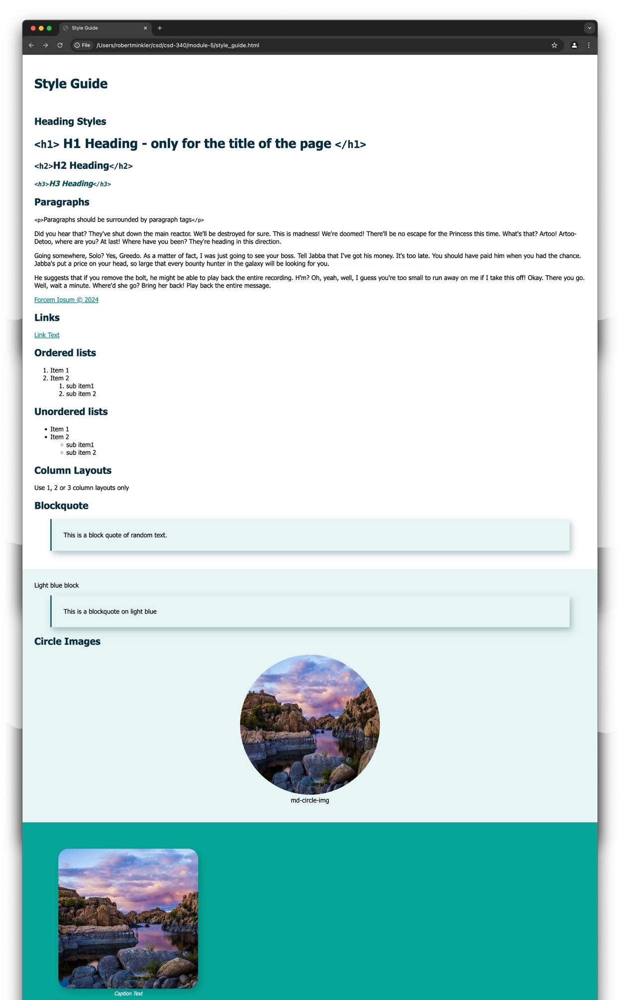 Style Guide
File
/Users/robertminkler/csd/csd-340/module-5/style_guide.html
Style Guide
Heading Styles
<h1> H1 Heading - only for the title of the page </h1>
<h2>H2 Heading</h2>
<h3>H3 Heading</h3>
Paragraphs
<p>Paragraphs should be surrounded by paragraph tags</p>
Did you hear that? They've shut down the main reactor. We'll be destroyed for sure. This is madness! We're doomed! There'll be no escape for the Princess this time. What's that? Artoo! Artoo-
Detoo, where are you? At last! Where have you been? They're heading in this direction.
Going somewhere, Solo? Yes, Greedo. As a matter of fact, I was just going to see your boss. Tell Jabba that I've got his money. It's too late. You should have paid him when you had the chance.
Jabba's put a price on your head, so large that every bounty hunter in the galaxy will be looking for you.
He suggests that if you remove the bolt, he might be able to play back the entire recording. H'm? Oh, yeah, well, I guess you're too small to run away on me if I take this off! Okay. There you go.
Well, wait a minute. Where'd she go? Bring her back! Play back the entire message.
Forcem Ipsum © 2024
Links
Link Text
Ordered lists
1. Item 1
2. Item 2
1. sub item1
2. sub item 2
Unordered lists
• Item 1
• Item 2
◦ sub item1
◦ sub item 2
Column Layouts
Use 1, 2 or 3 column layouts only
Blockquote
This is a block quote of random text.
Light blue block
This is a blockquote on light blue
Circle Images
md-circle-img
Caption Text